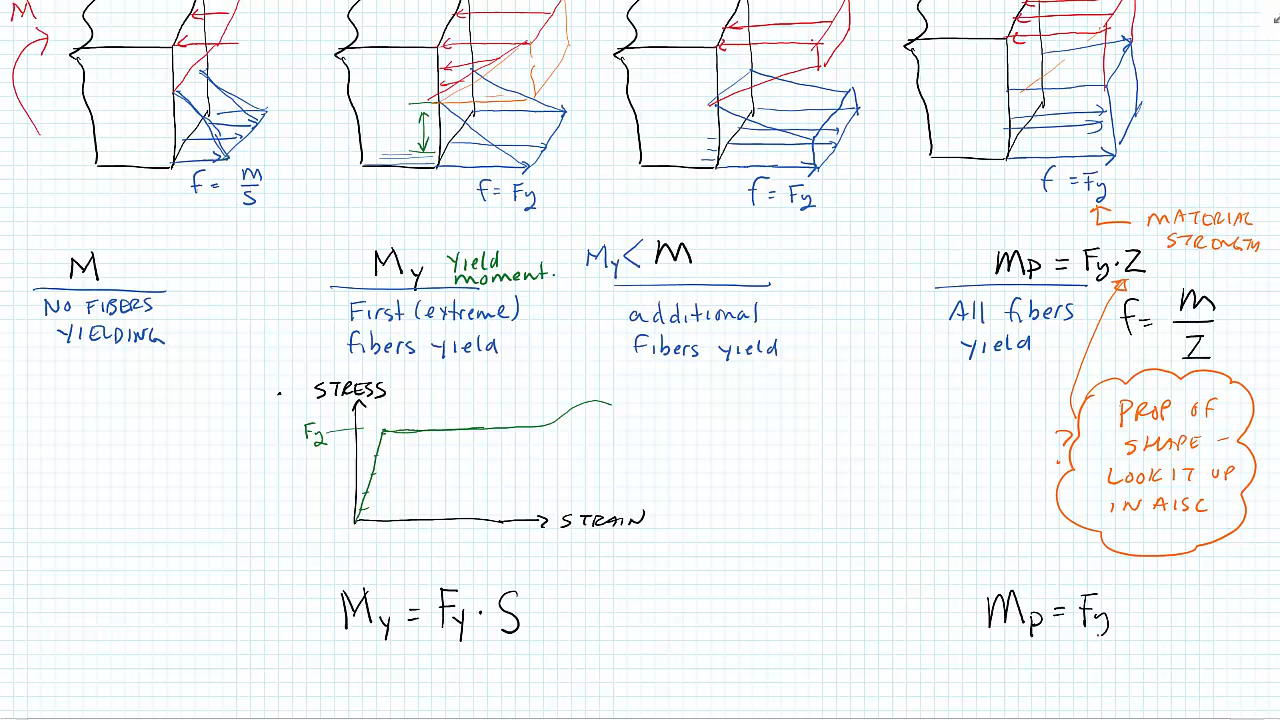 M
f = M/S
f = Fy
f = Fy
f = Fy
MATERIAL
STRENGTH
M
My
Yield
moment.
My < M
Mp = Fy · Z
NO FIBERS
YIELDING
First (extreme)
fibers yield
additional
Fibers yield
All fibers
yield
f = M/Z
STRESS
Fy
STRAIN
?
PROP OF
SHAPE -
LOOK IT UP
IN AISC
My = Fy · S
Mp = Fy